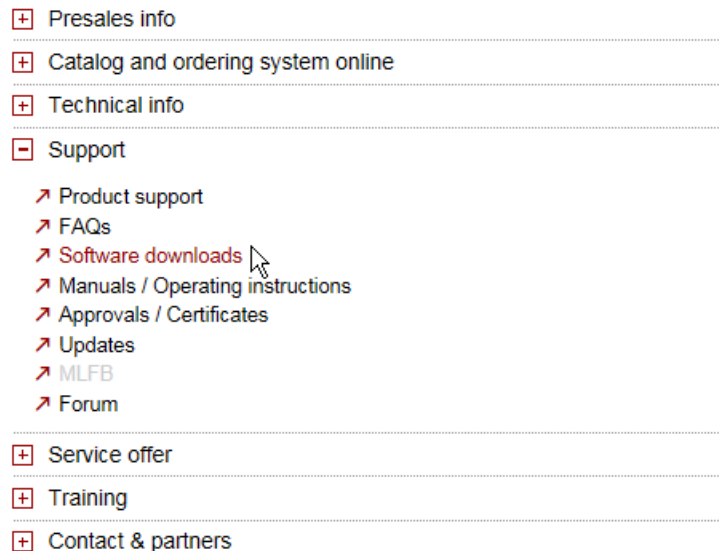 Presales info
Catalog and ordering system online
Technical info
Support
Product support
FAQs
Software downloads
Manuals / Operating instructions
Approvals / Certificates
Updates
MLFB
Forum
Service offer
Training
Contact & partners